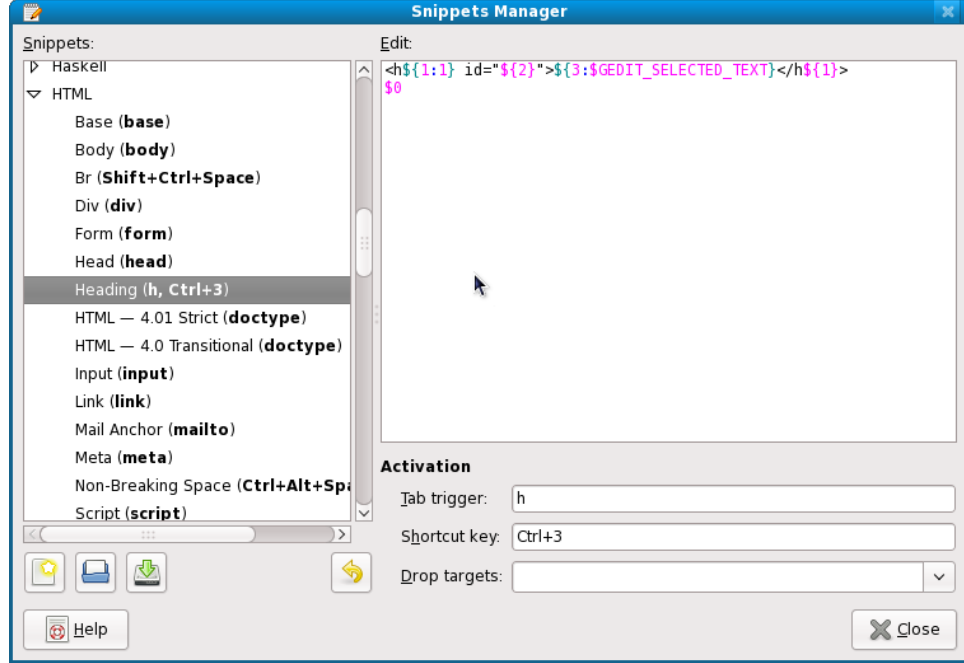 Snippets Manager
Snippets:
Haskell
HTML
Base (base)
Body (body)
Br (Shift+Ctrl+Space)
Div (div)
Form (form)
Head (head)
Heading (h, Ctrl+3)
HTML — 4.01 Strict (doctype)
HTML — 4.0 Transitional (doctype)
Input (input)
Link (link)
Mail Anchor (mailto)
Meta (meta)
Non-Breaking Space (Ctrl+Alt+Spa
Script (script)
Help
Edit:
<h${1:1} id="${2}">${3:$GEDIT_SELECTED_TEXT}</h${1}>
$0
Activation
Tab trigger: h
Shortcut key: Ctrl+3
Drop targets:
Close